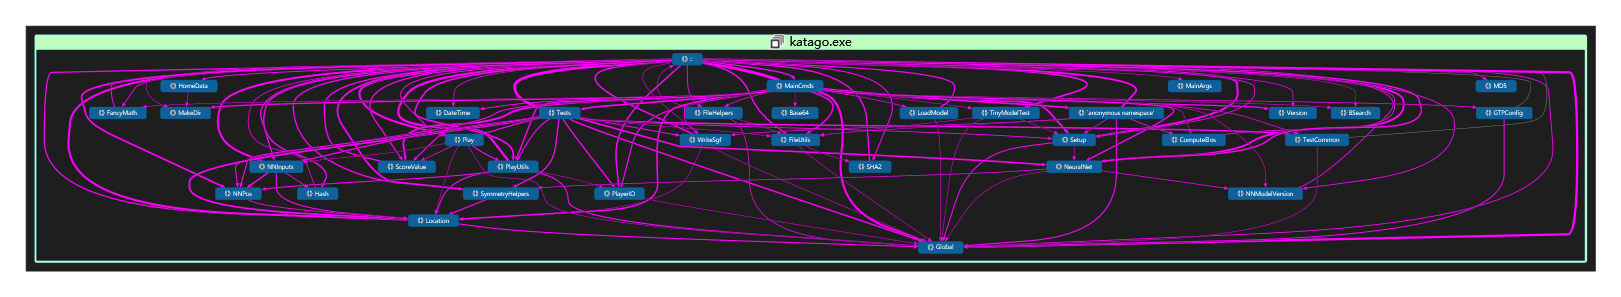 katago.exe
::
HomeData
MainCmds
MainArgs
MD5
FancyMath
MakeDir
DateTime
Tests
FileHelpers
Base64
LoadModel
TinyModelTest
`anonymous namespace'
Version
BSearch
GTPConfig
Play
WriteSgf
FileUtils
Setup
ComputeBos
TestCommon
NNInputs
ScoreValue
PlayUtils
SHA2
NeuralNet
NNPos
Hash
SymmetryHelpers
PlayerIO
NNModelVersion
Location
Global